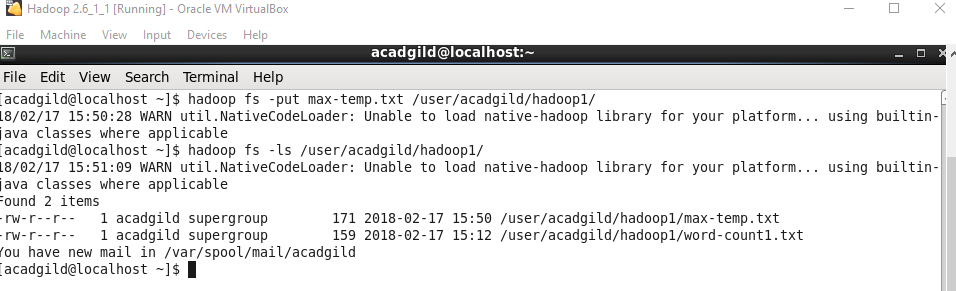 Hadoop 2.6_1_1 [Running] - Oracle VM VirtualBox
File Machine View Input Devices Help
acadgild@localhost:~
File Edit View Search Terminal Help
[acadgild@localhost ~]$ hadoop fs -put max-temp.txt /user/acadgild/hadoop1/
18/02/17 15:50:28 WARN util.NativeCodeLoader: Unable to load native-hadoop library for your platform... using builtin-
java classes where applicable
[acadgild@localhost ~]$ hadoop fs -ls /user/acadgild/hadoop1/
18/02/17 15:51:09 WARN util.NativeCodeLoader: Unable to load native-hadoop library for your platform... using builtin-
java classes where applicable
Found 2 items
-rw-r--r-- 1 acadgild supergroup 171 2018-02-17 15:50 /user/acadgild/hadoop1/max-temp.txt
-rw-r--r-- 1 acadgild supergroup 159 2018-02-17 15:12 /user/acadgild/hadoop1/word-count1.txt
You have new mail in /var/spool/mail/acadgild
[acadgild@localhost ~]$